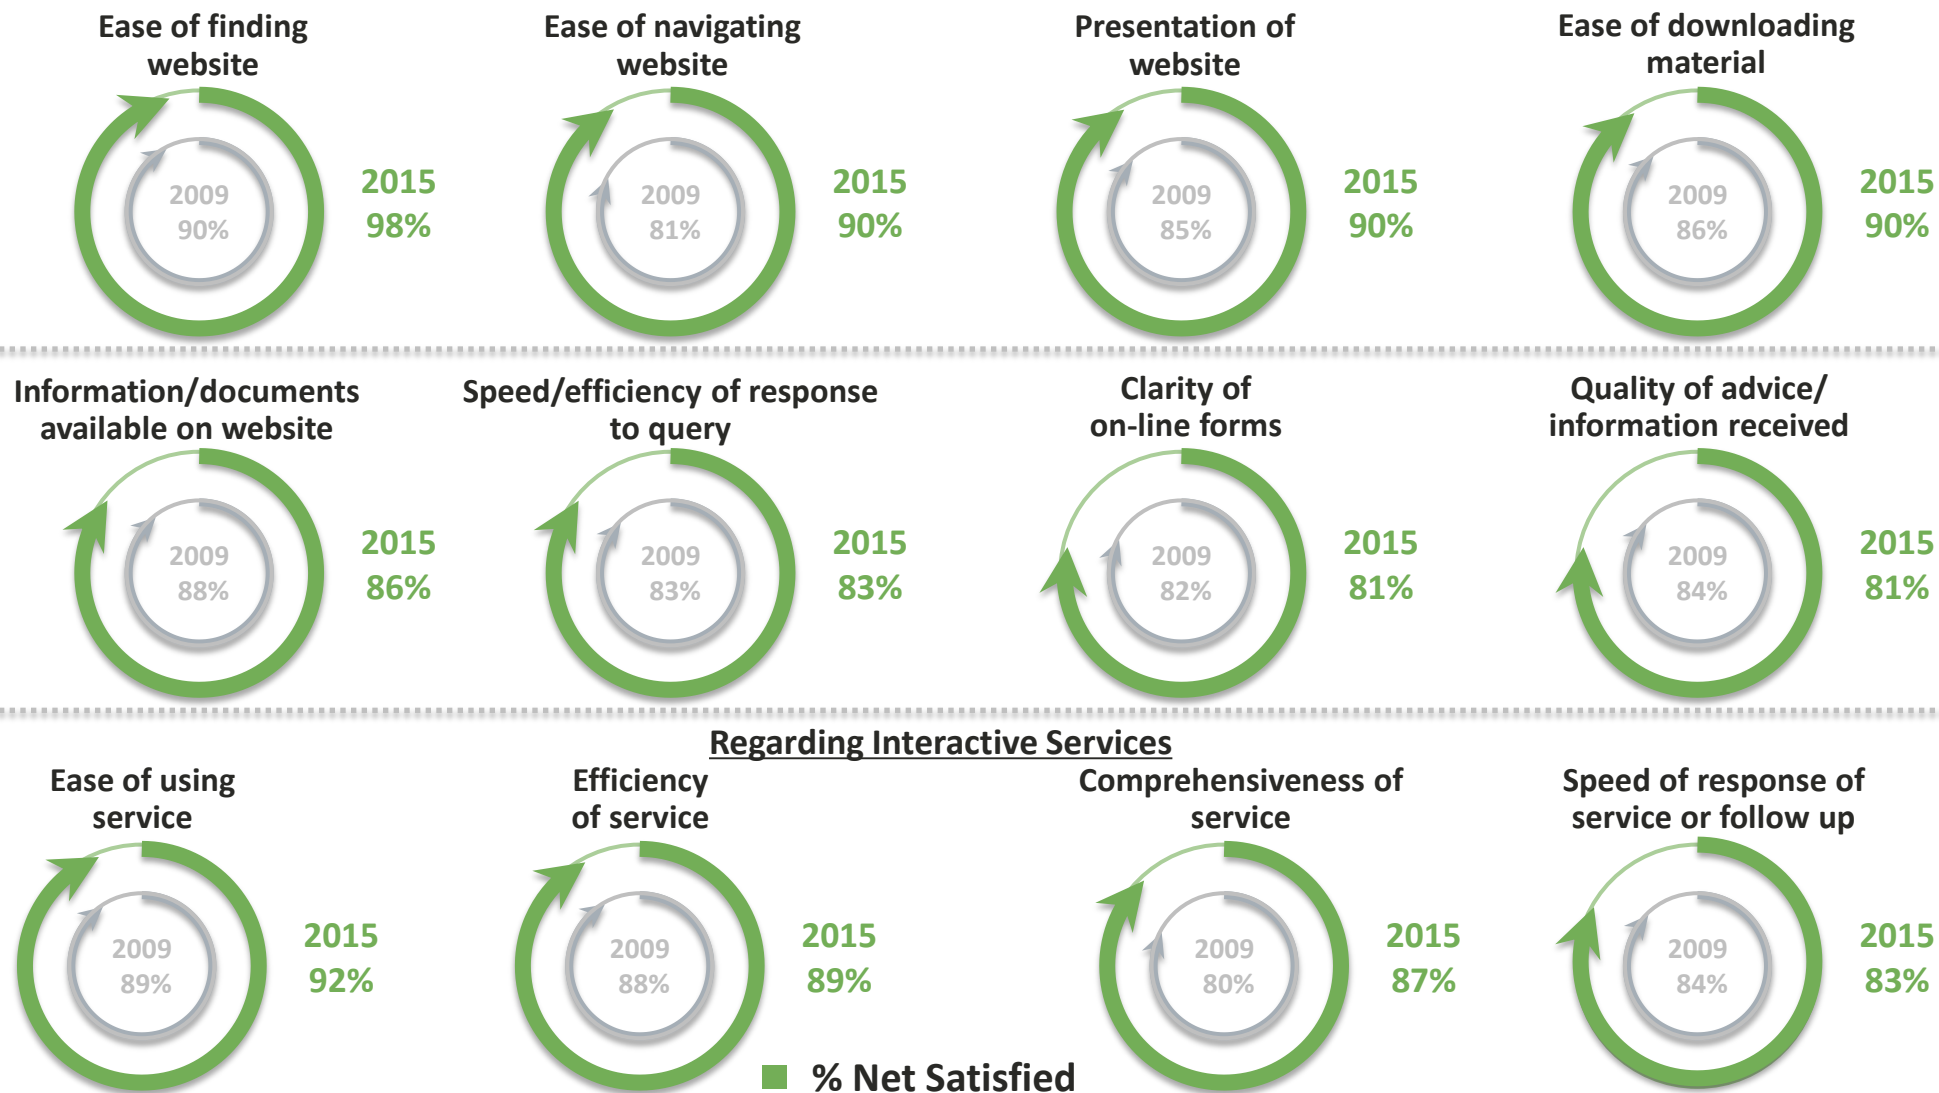 Ease of finding
website
2009
90%
2015
98%
Ease of navigating
website
2009
81%
2015
90%
Presentation of
website
2009
85%
2015
90%
Ease of downloading
material
2009
86%
2015
90%
Information/documents
available on website
2009
88%
2015
86%
Speed/efficiency of response
to query
2009
83%
2015
83%
Clarity of
on-line forms
2009
82%
2015
81%
Quality of advice/
information received
2009
84%
2015
81%
Regarding Interactive Services
Ease of using
service
2009
89%
2015
92%
Efficiency
of service
2009
88%
2015
89%
Comprehensiveness of
service
2009
80%
2015
87%
Speed of response of
service or follow up
2009
84%
2015
83%
% Net Satisfied